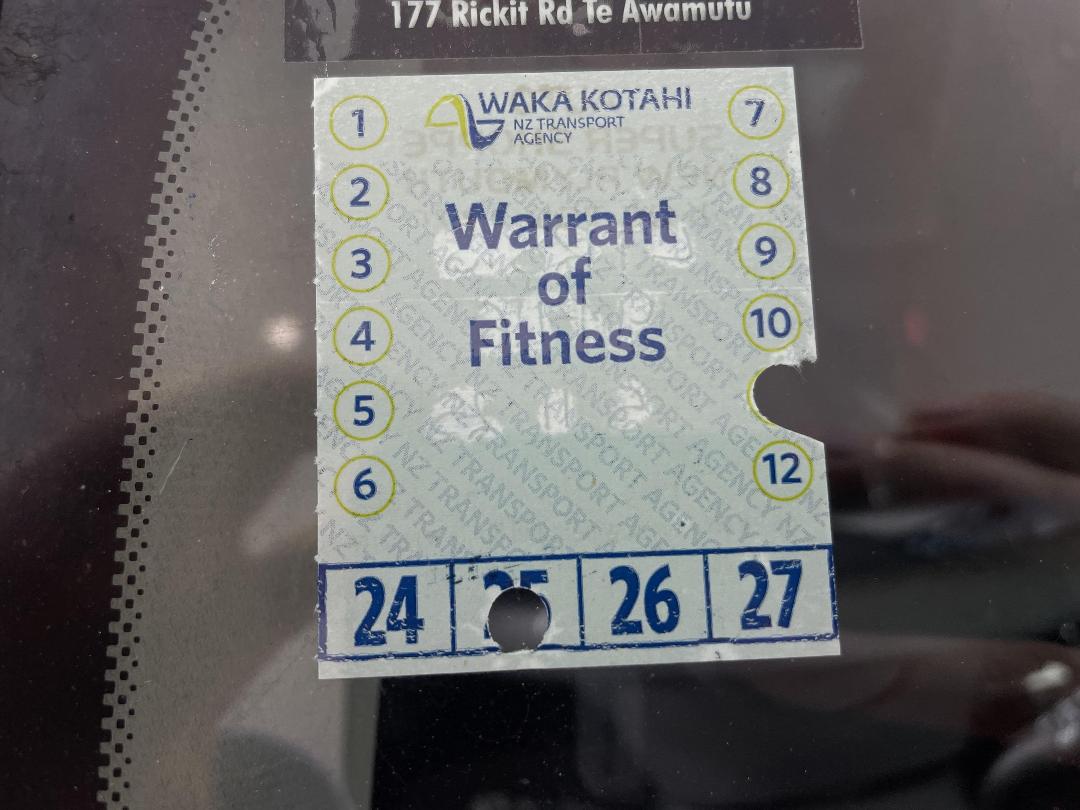 177 Rickit Rd Te Awamutu
WAKA KOTAHI
NZ TRANSPORT
AGENCY
Warrant
of
Fitness
1
2
3
4
5
6
7
8
9
10
12
24 25 26 27